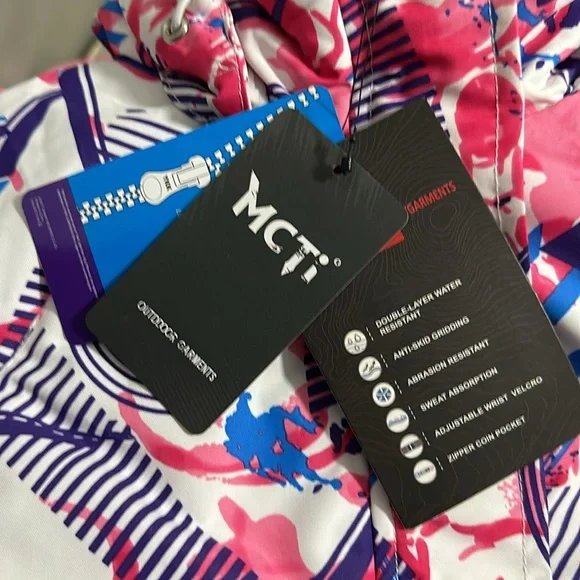 MCTi
OUTDOOOR GARMENTS
GARMENTS
DOUBLE-LAYER WATER
RESISTANT
ANTI-SKID GRIDDING
ABRASION RESISTANT
SWEAT ABSORPTION
ADJUSTABLE WRIST VELCRO
ZIPPER COIN POCKET